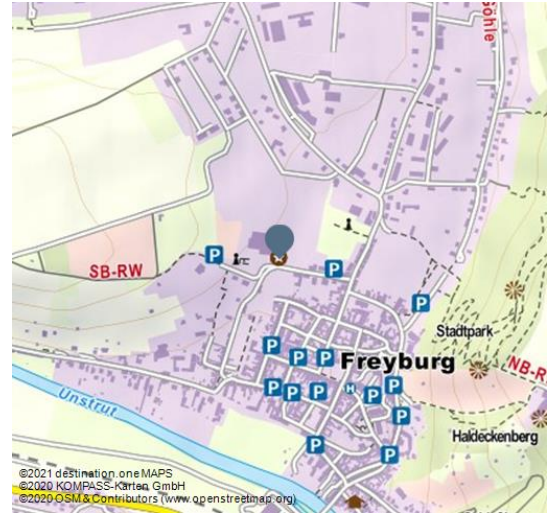 Söhle
P
SB-RW
P
P
Stadtpark
P
P
P
Freyburg
NB-R
P
P
P
P
H
P
P
P
Unstrut
Haldeckenberg
P
P
©2021 destination.one MAPS
©2020 KOMPASS-Karten GmbH
©2020 OSM & Contributors (www.openstreetmap.org)